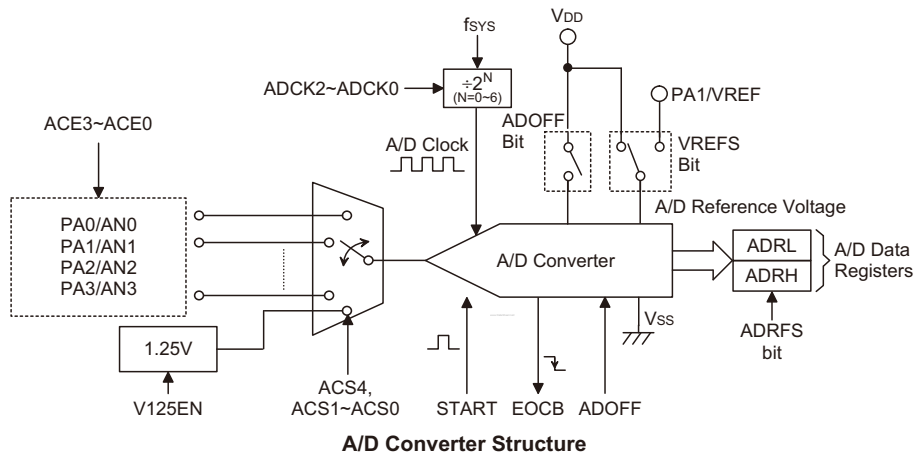 fSYS
VDD
ADCK2~ADCK0
÷2^N
(N=0~6)
PA1/VREF
ADOFF
Bit
VREFS
Bit
ACE3~ACE0
A/D Clock
A/D Reference Voltage
PA0/AN0
PA1/AN1
PA2/AN2
PA3/AN3
A/D Converter
ADRL
ADRH
A/D Data
Registers
VSS
ADRFS
bit
1.25V
V125EN
ACS4,
ACS1~ACS0
START
EOCB
ADOFF
A/D Converter Structure